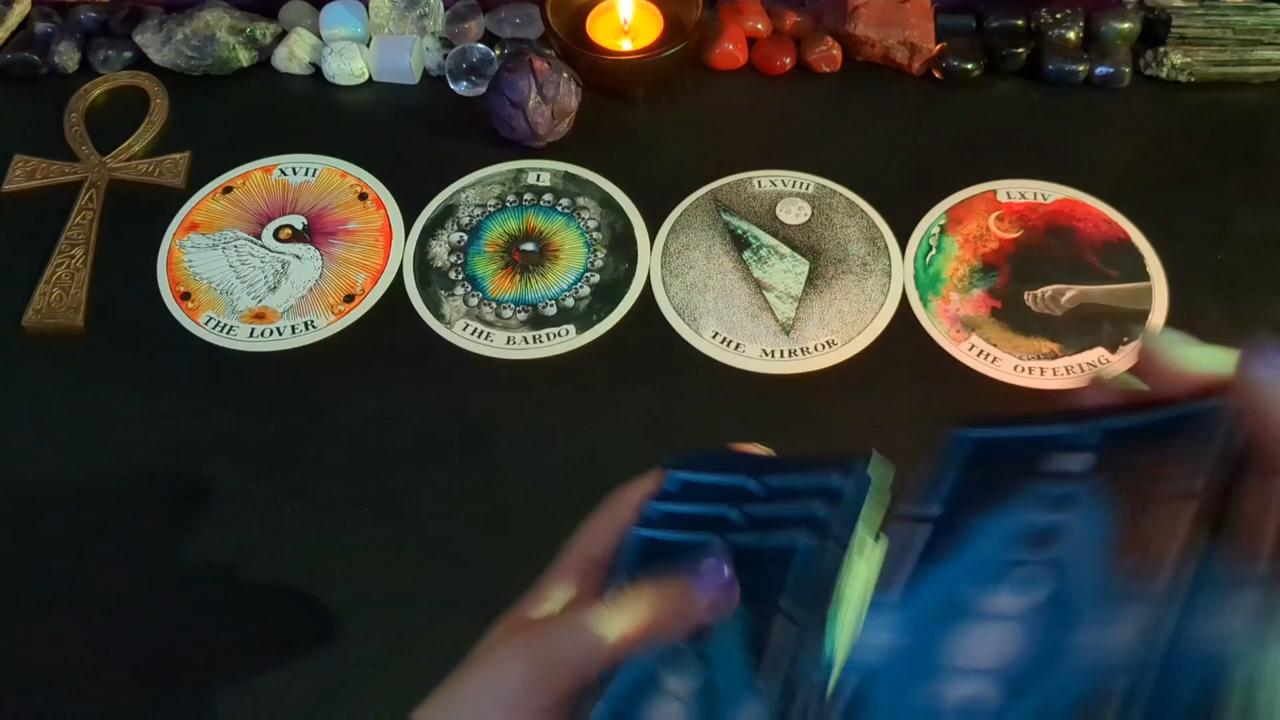 XVII
THE LOVER
L
THE BARDO
LXVIII
THE MIRROR
LXIV
THE OFFERING